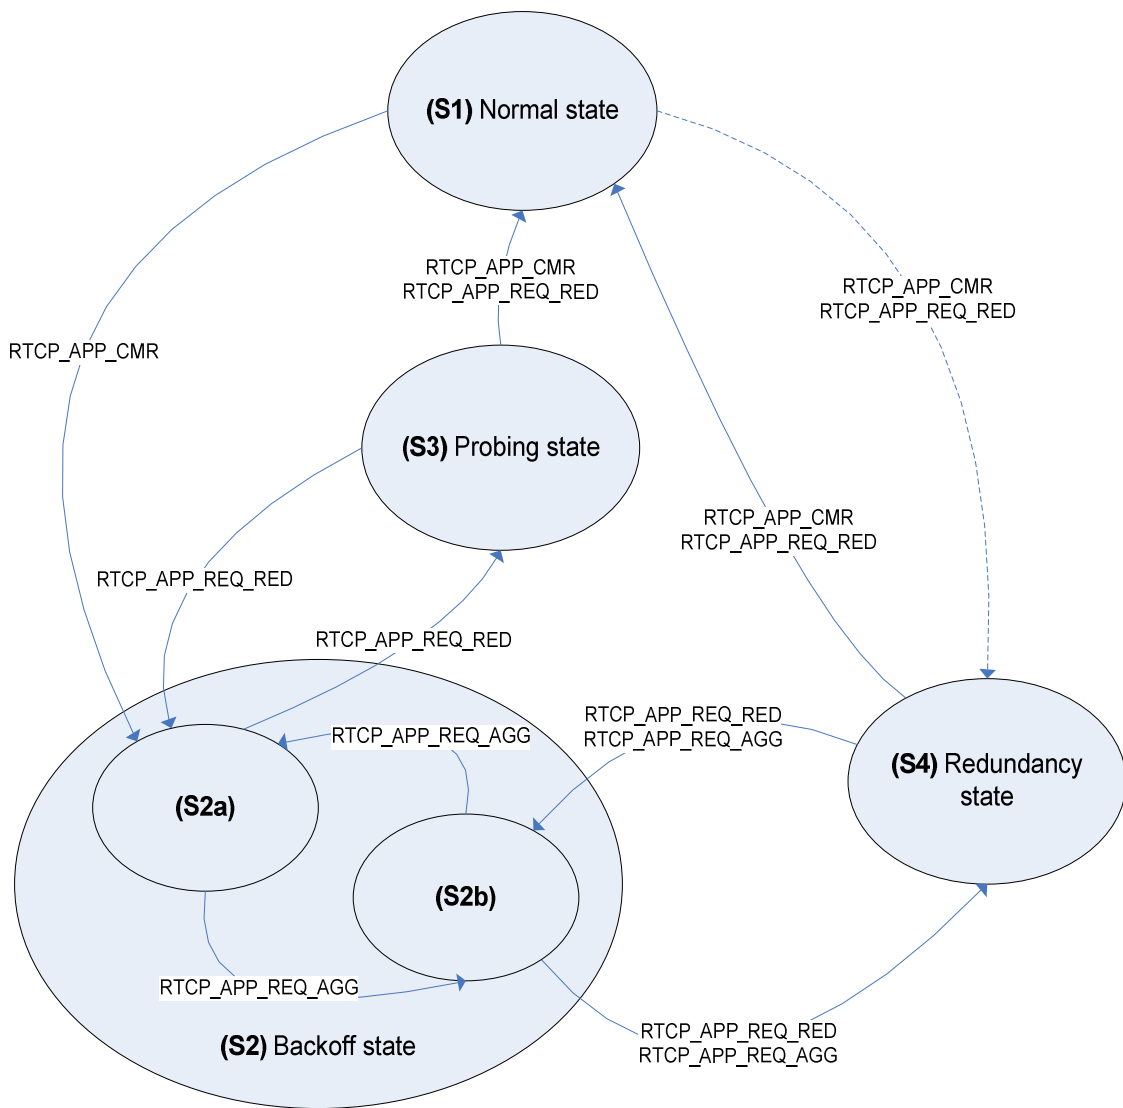 (S1) Normal state
RTCP_APP_CMR
RTCP_APP_REQ_RED
RTCP_APP_CMR
RTCP_APP_REQ_RED
RTCP_APP_CMR
(S3) Probing state
RTCP_APP_CMR
RTCP_APP_REQ_RED
RTCP_APP_REQ_RED
RTCP_APP_REQ_RED
RTCP_APP_REQ_RED
RTCP_APP_REQ_AGG
RTCP_APP_REQ_AGG
(S4) Redundancy
state
(S2a)
(S2b)
RTCP_APP_REQ_AGG
RTCP_APP_REQ_RED
RTCP_APP_REQ_AGG
(S2) Backoff state